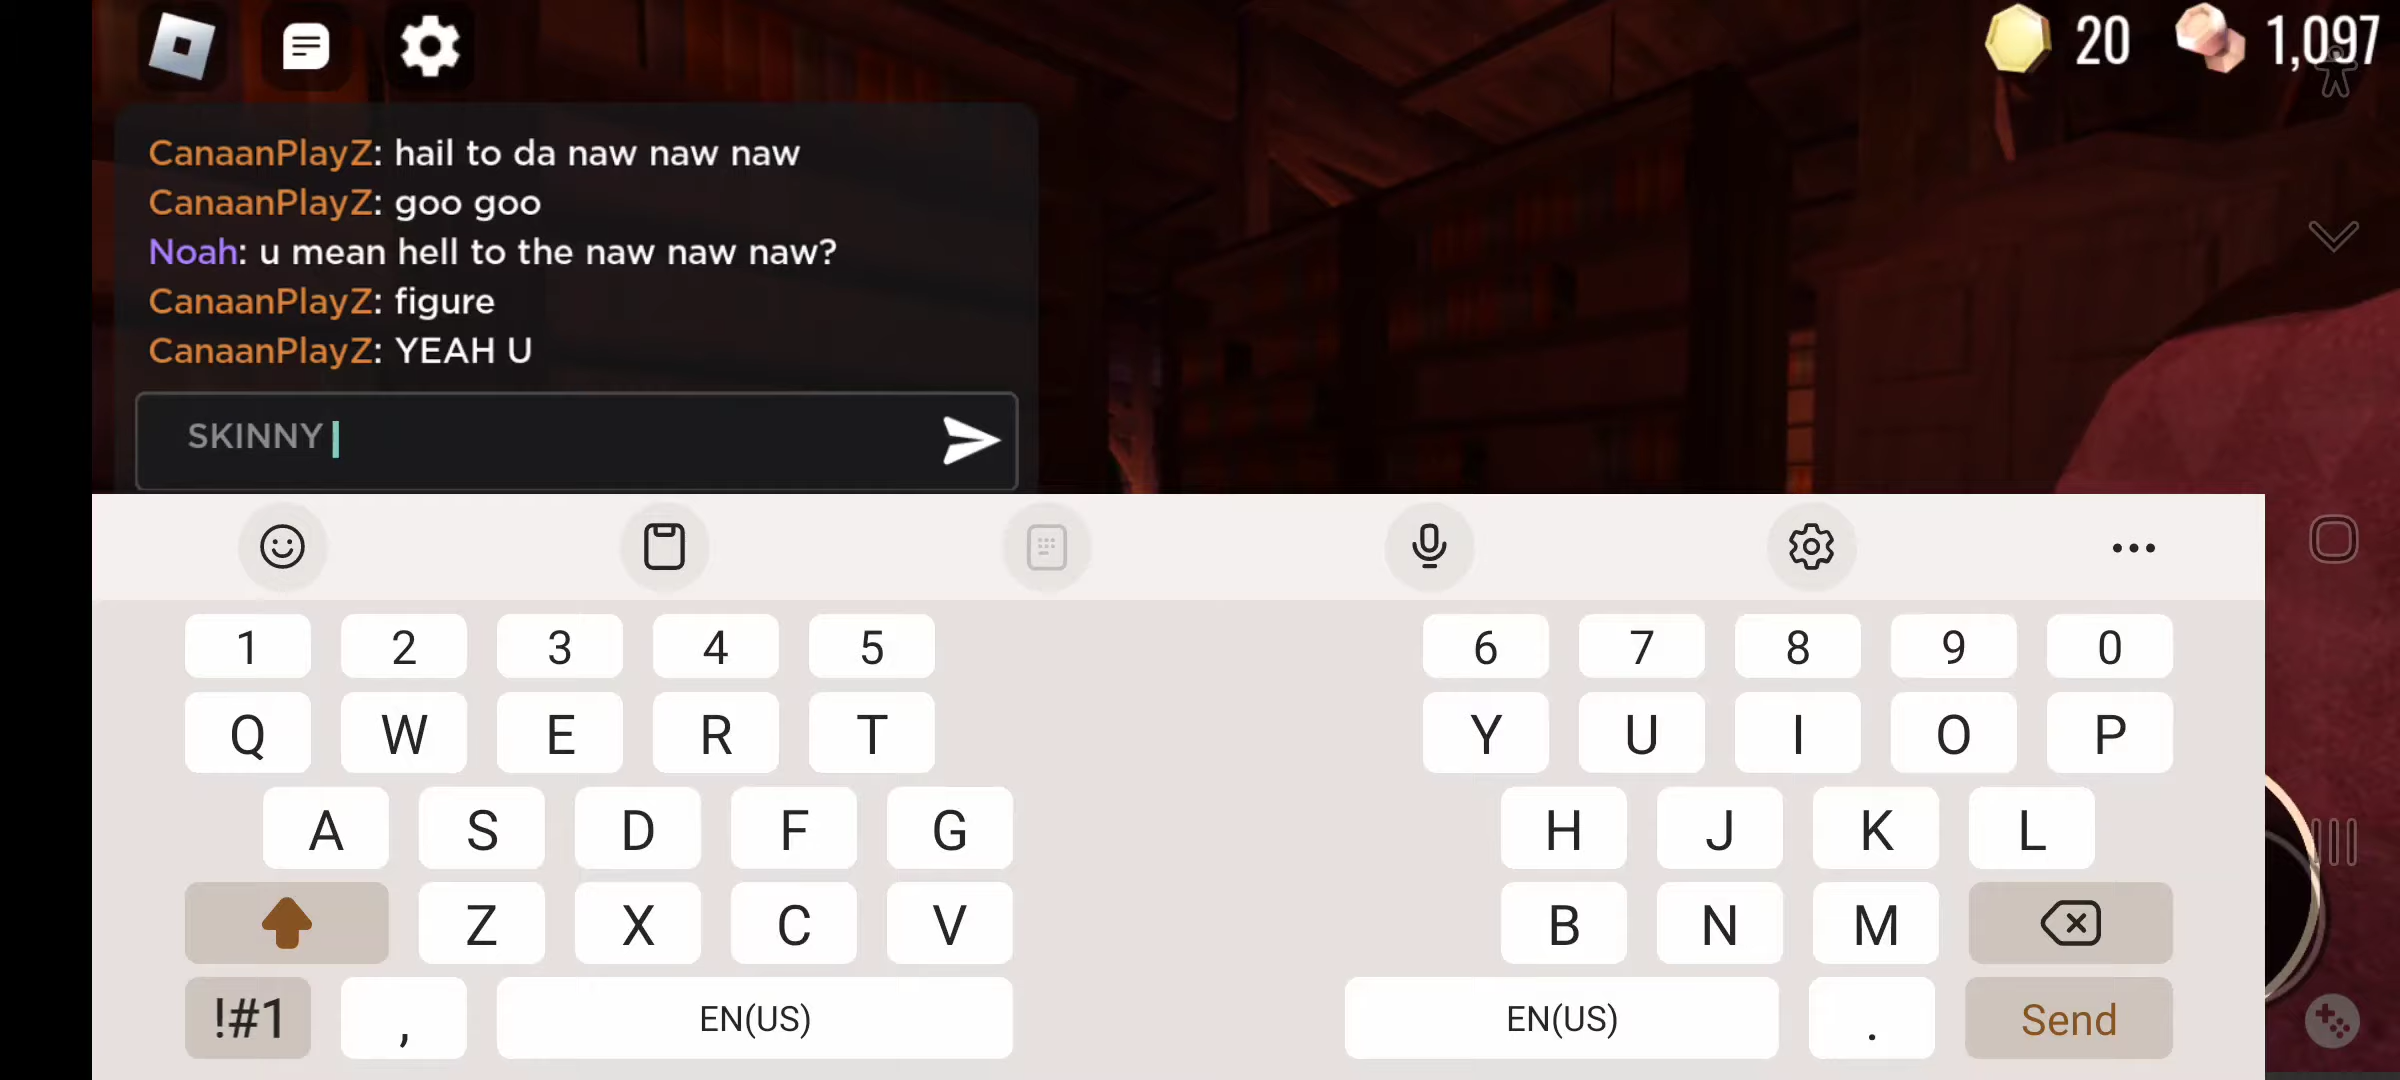 20 1,097
CanaanPlayZ: hail to da naw naw naw
CanaanPlayZ: goo goo
Noah: u mean hell to the naw naw naw?
CanaanPlayZ: figure
CanaanPlayZ: YEAH U
SKINNY
1 2 3 4 5 6 7 8 9 0
Q W E R T Y U I O P
A S D F G H J K L
Z X C V B N M
!#1 , EN(US) EN(US) . Send